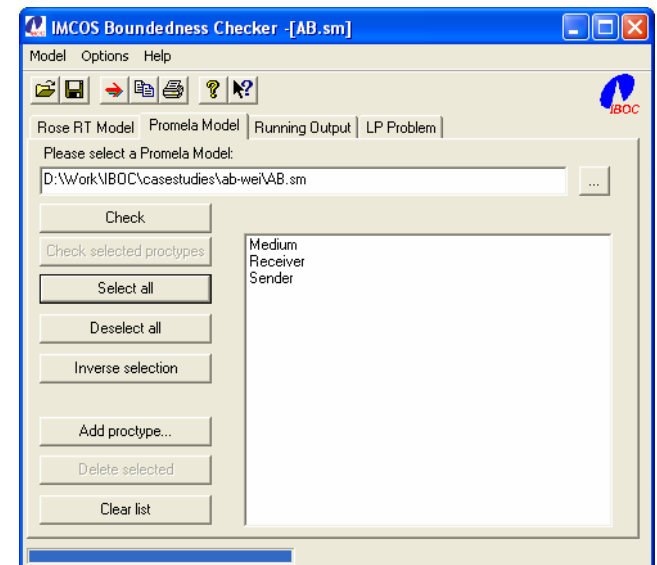 IMCOS Boundedness Checker -[AB.sm]
Model Options Help
IBOC
Rose RT Model Promela Model Running Output LP Problem
Please select a Promela Model:
D:\Work\IBOC\casestudies\ab-wei\AB.sm
...
Check
Check selected proctypes
Select all
Deselect all
Inverse selection
Add proctype...
Delete selected
Clear list
Medium
Receiver
Sender